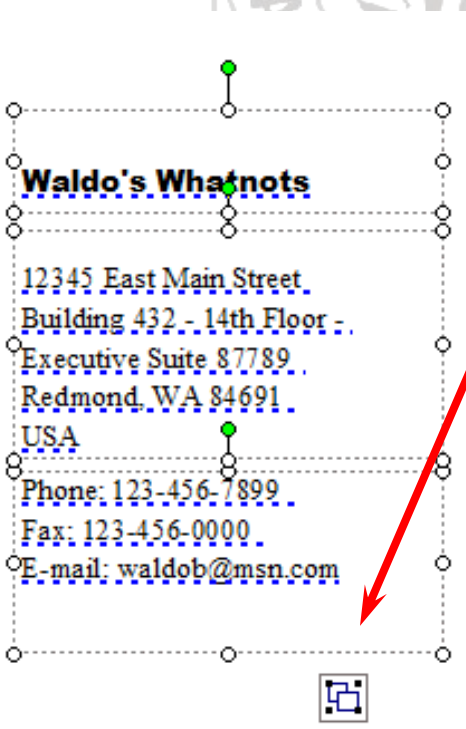 Waldo's Whatnots
12345 East Main Street
Building 432 - 14th Floor -
Executive Suite 87789
Redmond, WA 84691
USA
Phone: 123-456-7899
Fax: 123-456-0000
E-mail: waldob@msn.com